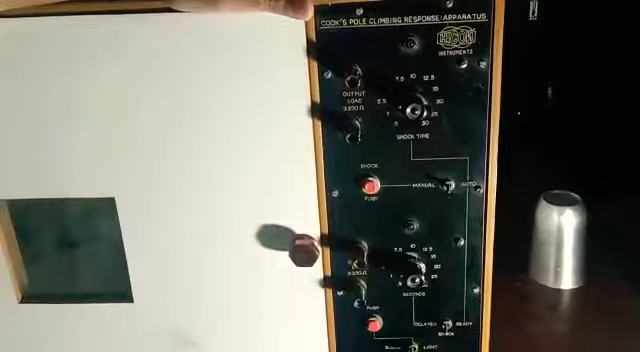 COOK'S POLE CLIMBING RESPONSE APPARATUS
HICON
INSTRUMENTS
7.5 10 12.5
15
2.5 20
OUTPUT
LOAD
25
.5 30
SHOCK TIME
SHOCK
MANUAL AUTO
PUSH
7.5 10 12.5
15
20
25
SECONDS
PUSH
DELAYED READY
SHOCK
LIGHT